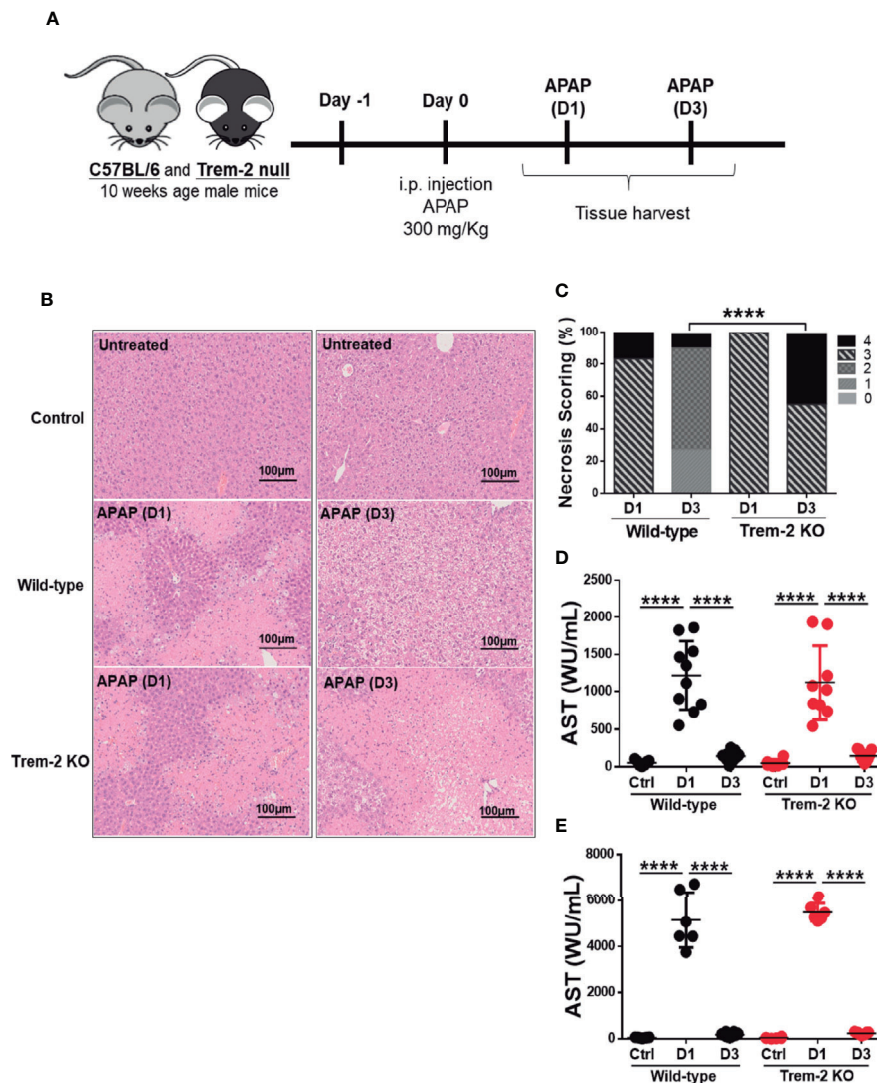 A
Day -1
Day 0
APAP
(D1)
APAP
(D3)
C57BL/6 and Trem-2 null
10 weeks age male mice
i.p. injection
APAP
300 mg/Kg
Tissue harvest
B
Untreated
Untreated
Control
100μm
100μm
APAP (D1)
APAP (D3)
Wild-type
100μm
100μm
APAP (D1)
APAP (D3)
Trem-2 KO
100μm
100μm
C
****
Necrosis Scoring (%)
100
80
60
40
20
0
4
3
2
1
0
D1
D3
D1
D3
Wild-type
Trem-2 KO
D
AST (WU/mL)
2500
2000
1500
1000
500
0
**** ****
**** ****
Ctrl
D1
D3
Ctrl
D1
D3
Wild-type
Trem-2 KO
E
AST (WU/mL)
8000
6000
4000
2000
0
**** ****
**** ****
Ctrl
D1
D3
Ctrl
D1
D3
Wild-type
Trem-2 KO